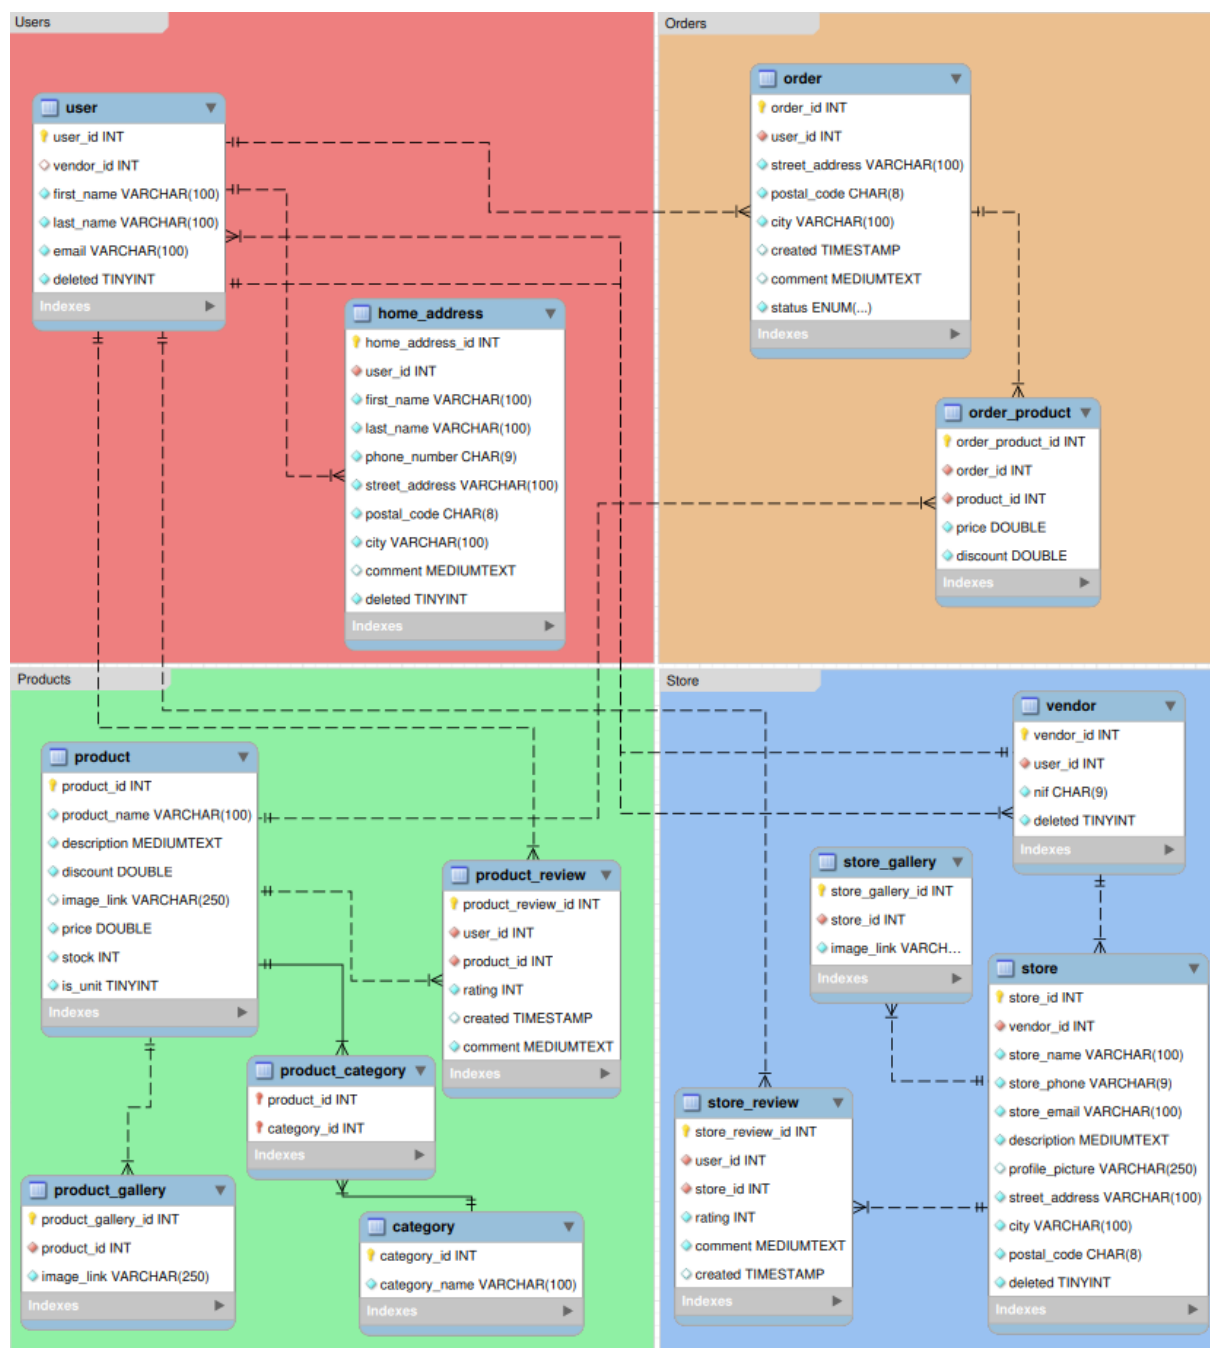 Users
user
user_id INT
vendor_id INT
first_name VARCHAR(100)
last_name VARCHAR(100)
email VARCHAR(100)
deleted TINYINT
Indexes
home_address
home_address_id INT
user_id INT
first_name VARCHAR(100)
last_name VARCHAR(100)
phone_number CHAR(9)
street_address VARCHAR(100)
postal_code CHAR(8)
city VARCHAR(100)
comment MEDIUMTEXT
deleted TINYINT
Indexes
Orders
order
order_id INT
user_id INT
street_address VARCHAR(100)
postal_code CHAR(8)
city VARCHAR(100)
created TIMESTAMP
comment MEDIUMTEXT
status ENUM(...)
Indexes
order_product
order_product_id INT
order_id INT
product_id INT
price DOUBLE
discount DOUBLE
Indexes
Products
product
product_id INT
product_name VARCHAR(100)
description MEDIUMTEXT
discount DOUBLE
image_link VARCHAR(250)
price DOUBLE
stock INT
is_unit TINYINT
Indexes
product_review
product_review_id INT
user_id INT
product_id INT
rating INT
created TIMESTAMP
comment MEDIUMTEXT
Indexes
product_category
product_id INT
category_id INT
Indexes
product_gallery
product_gallery_id INT
product_id INT
image_link VARCHAR(250)
Indexes
category
category_id INT
category_name VARCHAR(100)
Indexes
Store
vendor
vendor_id INT
user_id INT
nif CHAR(9)
deleted TINYINT
Indexes
store_gallery
store_gallery_id INT
store_id INT
image_link VARCH...
Indexes
store
store_id INT
vendor_id INT
store_name VARCHAR(100)
store_phone VARCHAR(9)
store_email VARCHAR(100)
description MEDIUMTEXT
profile_picture VARCHAR(250)
street_address VARCHAR(100)
city VARCHAR(100)
postal_code CHAR(8)
deleted TINYINT
Indexes
store_review
store_review_id INT
user_id INT
store_id INT
rating INT
comment MEDIUMTEXT
created TIMESTAMP
Indexes